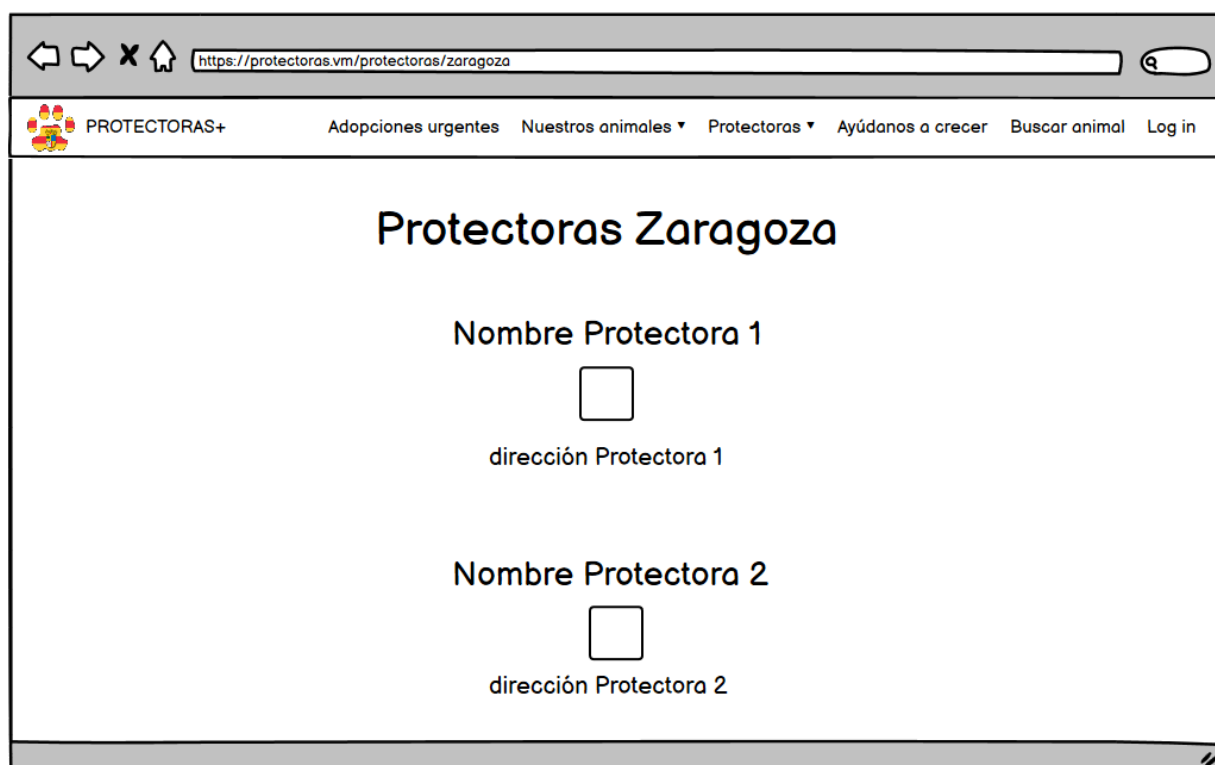 https://protectoras.vm/protectoras/zaragoza
PROTECTORAS+ Adopciones urgentes Nuestros animales ▾ Protectoras ▾ Ayúdanos a crecer Buscar animal Log in
Protectoras Zaragoza
Nombre Protectora 1
dirección Protectora 1
Nombre Protectora 2
dirección Protectora 2